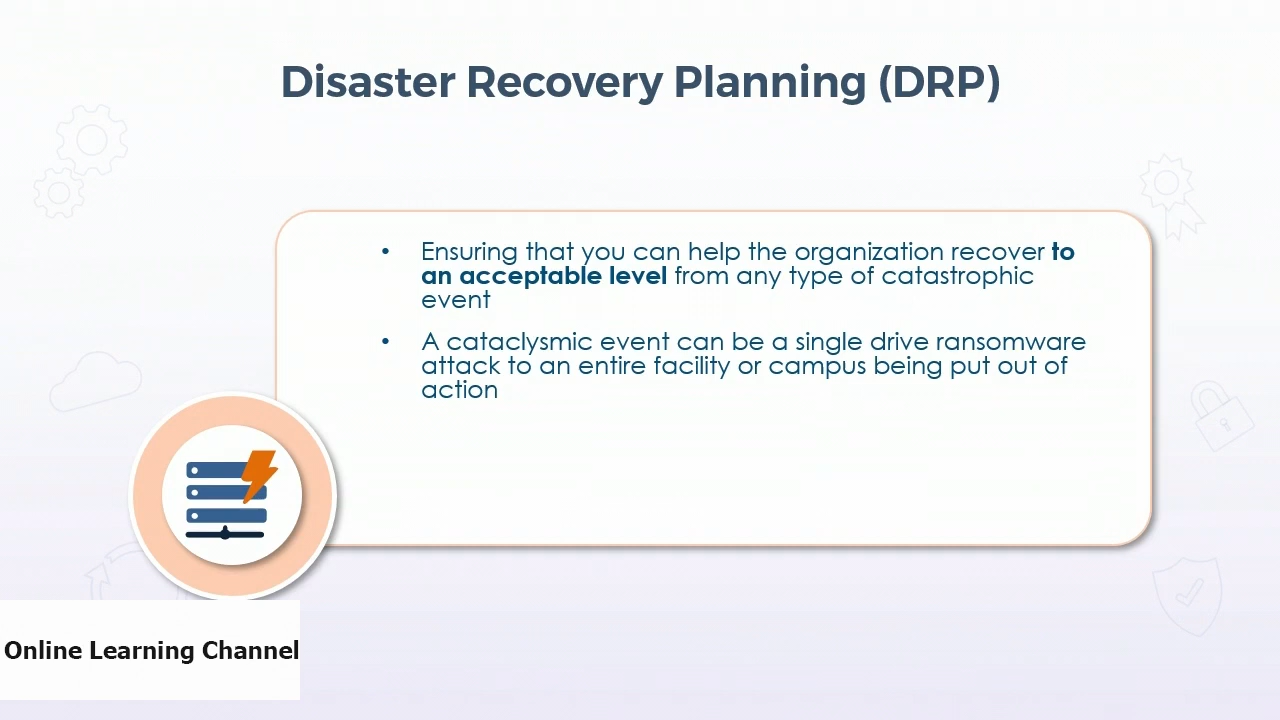 Disaster Recovery Planning (DRP)
• Ensuring that you can help the organization recover to
an acceptable level from any type of catastrophic
event
• A cataclysmic event can be a single drive ransomware
attack to an entire facility or campus being put out of
action
Online Learning Channel